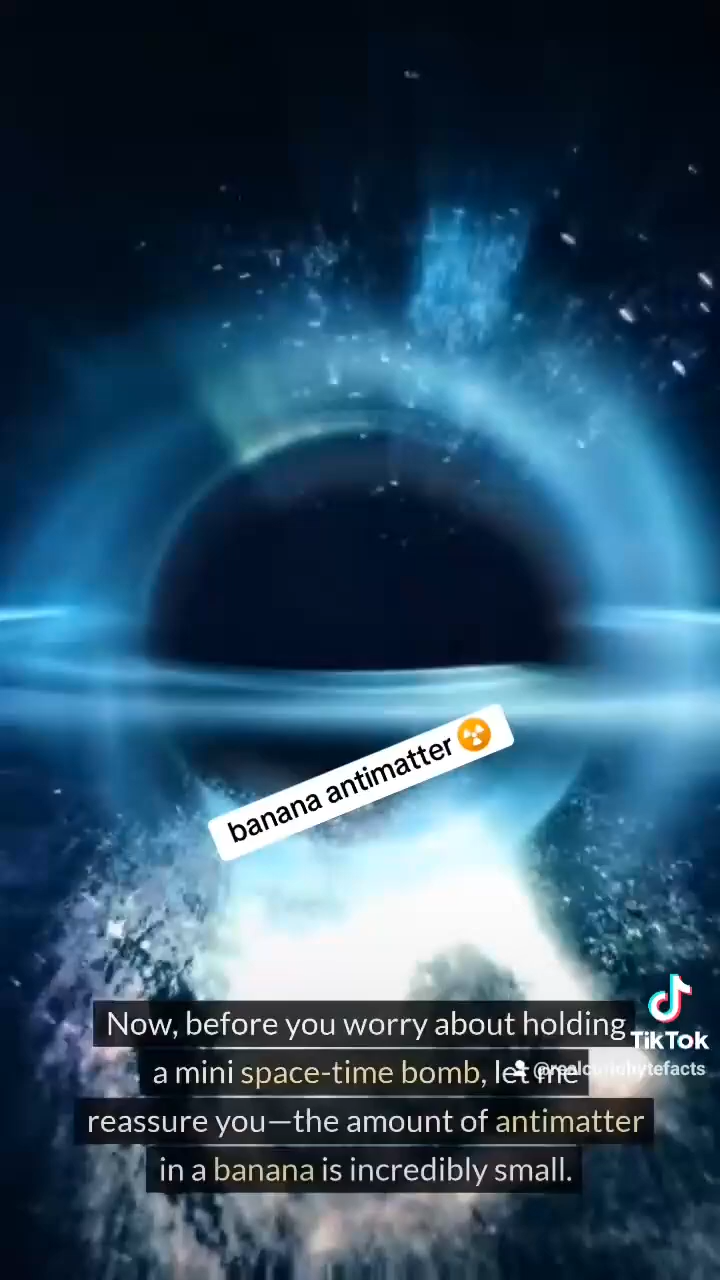 banana antimatter ☢
Now, before you worry about holding
a mini space-time bomb, let me
reassure you—the amount of antimatter
in a banana is incredibly small.
TikTok